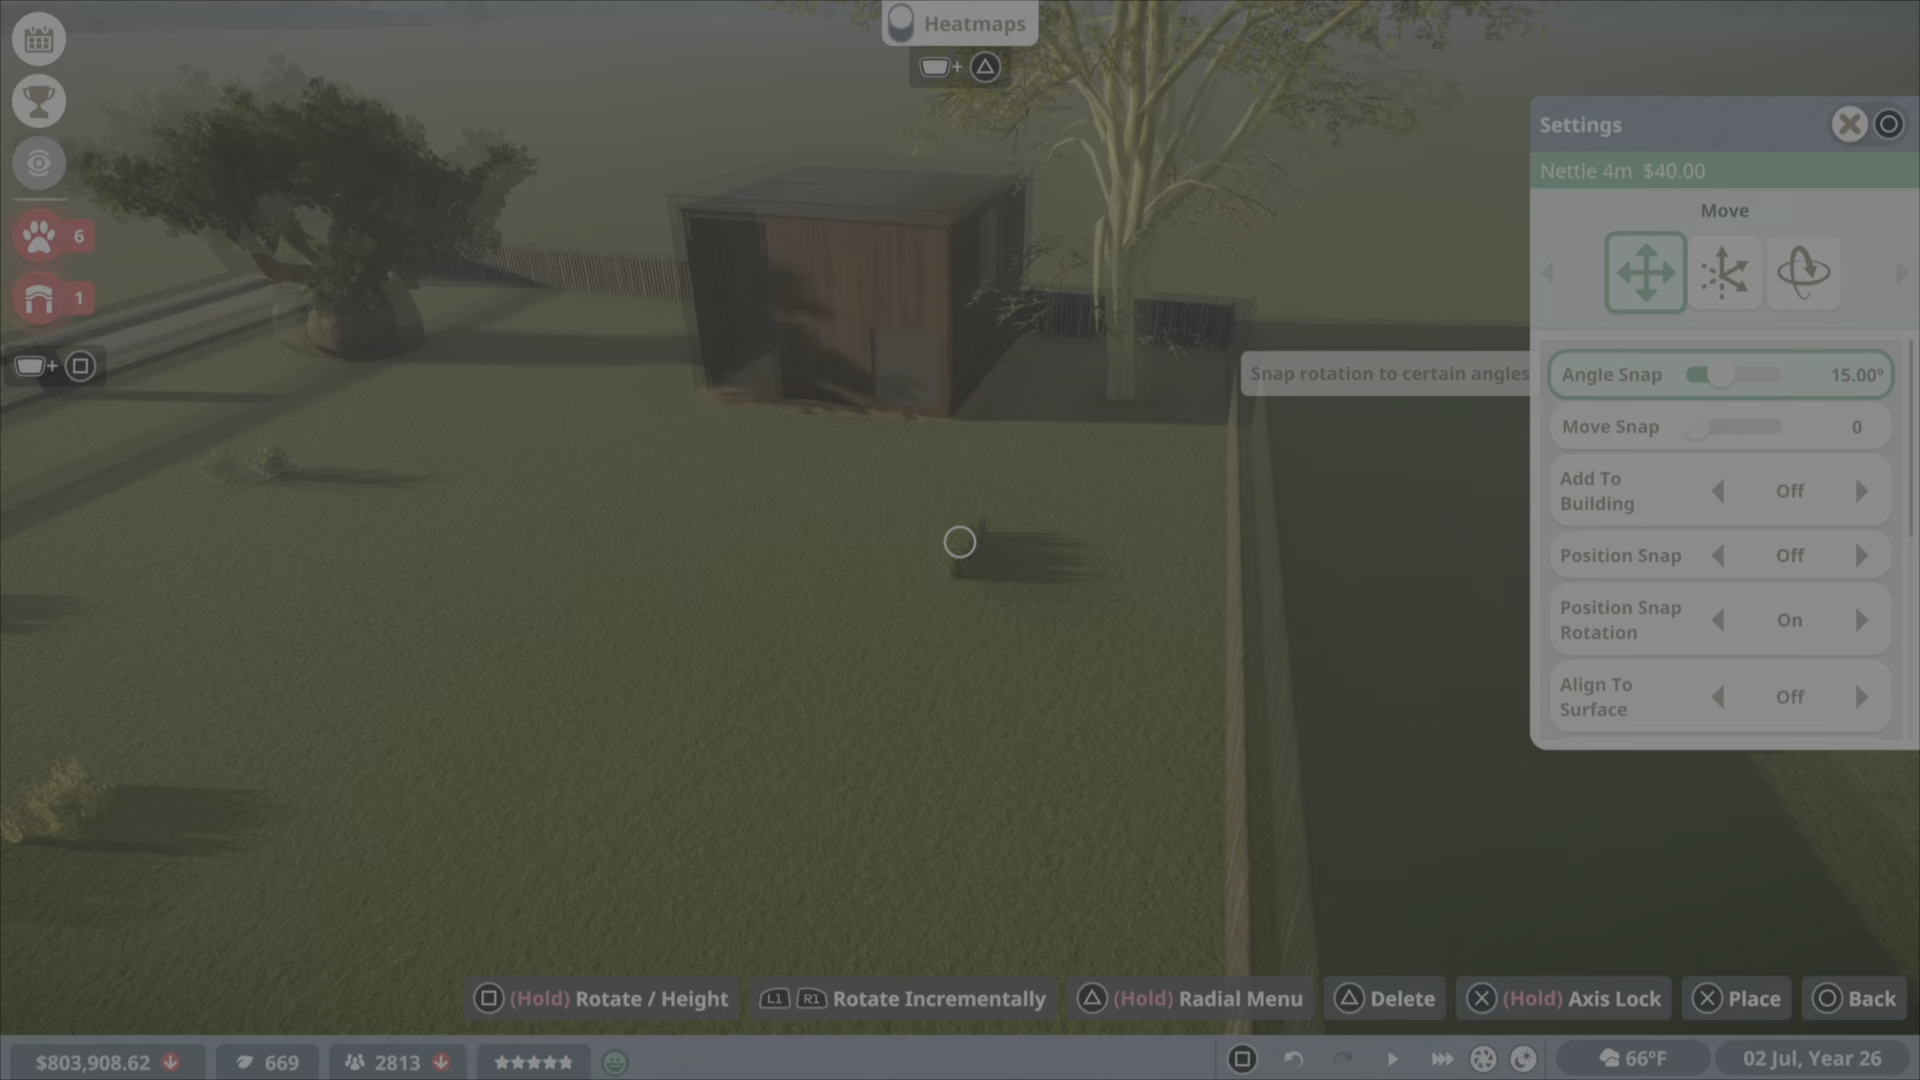 Heatmaps
+
Settings
Nettle 4m $40.00
Move
6
1
+
Snap rotation to certain angles
Angle Snap 15.00°
Move Snap 0
Add To
Building
Off
Position Snap Off
Position Snap
Rotation
On
Align To
Surface
Off
(Hold) Rotate / Height
L1 R1 Rotate Incrementally
(Hold) Radial Menu
Delete
(Hold) Axis Lock
Place
Back
$803,908.62
669
2813
66°F
02 Jul, Year 26